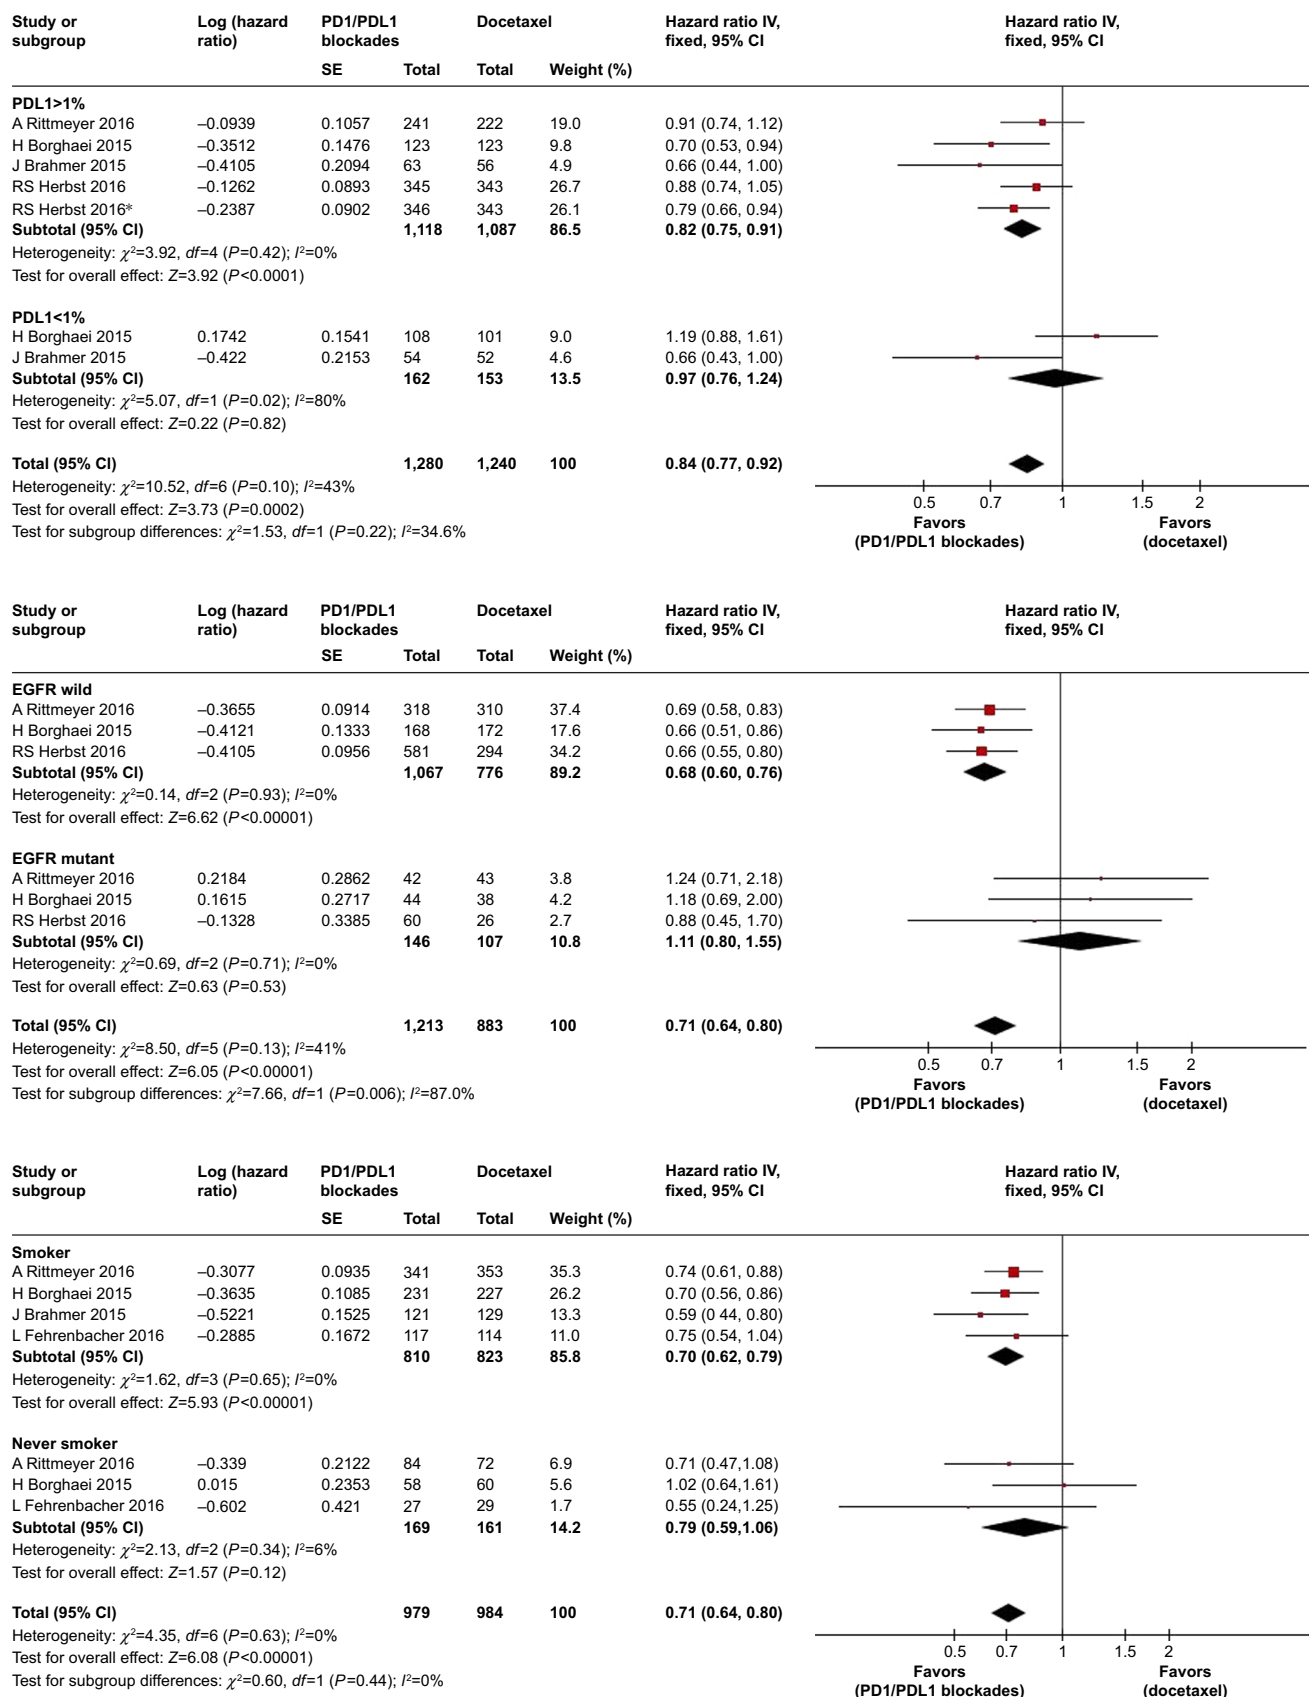 Study or subgroup Log (hazard ratio) PD1/PDL1 blockades Docetaxel Hazard ratio IV, fixed, 95% CI Hazard ratio IV, fixed, 95% CI
SE Total Total Weight (%)
PDL1>1%
A Rittmeyer 2016 –0.0939 0.1057 241 222 19.0 0.91 (0.74, 1.12)
H Borghaei 2015 –0.3512 0.1476 123 123 9.8 0.70 (0.53, 0.94)
J Brahmer 2015 –0.4105 0.2094 63 56 4.9 0.66 (0.44, 1.00)
RS Herbst 2016 –0.1262 0.0893 345 343 26.7 0.88 (0.74, 1.05)
RS Herbst 2016* –0.2387 0.0902 346 343 26.1 0.79 (0.66, 0.94)
Subtotal (95% CI) 1,118 1,087 86.5 0.82 (0.75, 0.91)
Heterogeneity: χ²=3.92, df=4 (P=0.42); I²=0%
Test for overall effect: Z=3.92 (P<0.0001)
PDL1<1%
H Borghaei 2015 0.1742 0.1541 108 101 9.0 1.19 (0.88, 1.61)
J Brahmer 2015 –0.422 0.2153 54 52 4.6 0.66 (0.43, 1.00)
Subtotal (95% CI) 162 153 13.5 0.97 (0.76, 1.24)
Heterogeneity: χ²=5.07, df=1 (P=0.02); I²=80%
Test for overall effect: Z=0.22 (P=0.82)
Total (95% CI) 1,280 1,240 100 0.84 (0.77, 0.92)
Heterogeneity: χ²=10.52, df=6 (P=0.10); I²=43%
Test for overall effect: Z=3.73 (P=0.0002)
Test for subgroup differences: χ²=1.53, df=1 (P=0.22); I²=34.6%
0.5 0.7 1 1.5 2
Favors (PD1/PDL1 blockades) Favors (docetaxel)
Study or subgroup Log (hazard ratio) PD1/PDL1 blockades Docetaxel Hazard ratio IV, fixed, 95% CI Hazard ratio IV, fixed, 95% CI
SE Total Total Weight (%)
EGFR wild
A Rittmeyer 2016 –0.3655 0.0914 318 310 37.4 0.69 (0.58, 0.83)
H Borghaei 2015 –0.4121 0.1333 168 172 17.6 0.66 (0.51, 0.86)
RS Herbst 2016 –0.4105 0.0956 581 294 34.2 0.66 (0.55, 0.80)
Subtotal (95% CI) 1,067 776 89.2 0.68 (0.60, 0.76)
Heterogeneity: χ²=0.14, df=2 (P=0.93); I²=0%
Test for overall effect: Z=6.62 (P<0.00001)
EGFR mutant
A Rittmeyer 2016 0.2184 0.2862 42 43 3.8 1.24 (0.71, 2.18)
H Borghaei 2015 0.1615 0.2717 44 38 4.2 1.18 (0.69, 2.00)
RS Herbst 2016 –0.1328 0.3385 60 26 2.7 0.88 (0.45, 1.70)
Subtotal (95% CI) 146 107 10.8 1.11 (0.80, 1.55)
Heterogeneity: χ²=0.69, df=2 (P=0.71); I²=0%
Test for overall effect: Z=0.63 (P=0.53)
Total (95% CI) 1,213 883 100 0.71 (0.64, 0.80)
Heterogeneity: χ²=8.50, df=5 (P=0.13); I²=41%
Test for overall effect: Z=6.05 (P<0.00001)
Test for subgroup differences: χ²=7.66, df=1 (P=0.006); I²=87.0%
0.5 0.7 1 1.5 2
Favors (PD1/PDL1 blockades) Favors (docetaxel)
Study or subgroup Log (hazard ratio) PD1/PDL1 blockades Docetaxel Hazard ratio IV, fixed, 95% CI Hazard ratio IV, fixed, 95% CI
SE Total Total Weight (%)
Smoker
A Rittmeyer 2016 –0.3077 0.0935 341 353 35.3 0.74 (0.61, 0.88)
H Borghaei 2015 –0.3635 0.1085 231 227 26.2 0.70 (0.56, 0.86)
J Brahmer 2015 –0.5221 0.1525 121 129 13.3 0.59 (0 44, 0.80)
L Fehrenbacher 2016 –0.2885 0.1672 117 114 11.0 0.75 (0.54, 1.04)
Subtotal (95% CI) 810 823 85.8 0.70 (0.62, 0.79)
Heterogeneity: χ²=1.62, df=3 (P=0.65); I²=0%
Test for overall effect: Z=5.93 (P<0.00001)
Never smoker
A Rittmeyer 2016 –0.339 0.2122 84 72 6.9 0.71 (0.47,1.08)
H Borghaei 2015 0.015 0.2353 58 60 5.6 1.02 (0.64,1.61)
L Fehrenbacher 2016 –0.602 0.421 27 29 1.7 0.55 (0.24,1.25)
Subtotal (95% CI) 169 161 14.2 0.79 (0.59,1.06)
Heterogeneity: χ²=2.13, df=2 (P=0.34); I²=6%
Test for overall effect: Z=1.57 (P=0.12)
Total (95% CI) 979 984 100 0.71 (0.64, 0.80)
Heterogeneity: χ²=4.35, df=6 (P=0.63); I²=0%
Test for overall effect: Z=6.08 (P<0.00001)
Test for subgroup differences: χ²=0.60, df=1 (P=0.44); I²=0%
0.5 0.7 1 1.5 2
Favors (PD1/PDL1 blockades) Favors (docetaxel)